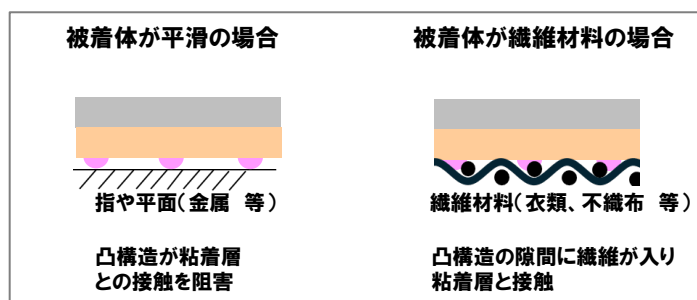 被着体が平滑の場合
被着体が繊維材料の場合
指や平面(金属 等)
繊維材料(衣類、不織布 等)
凸構造が粘着層
との接触を阻害
凸構造の隙間に繊維が入り
粘着層と接触